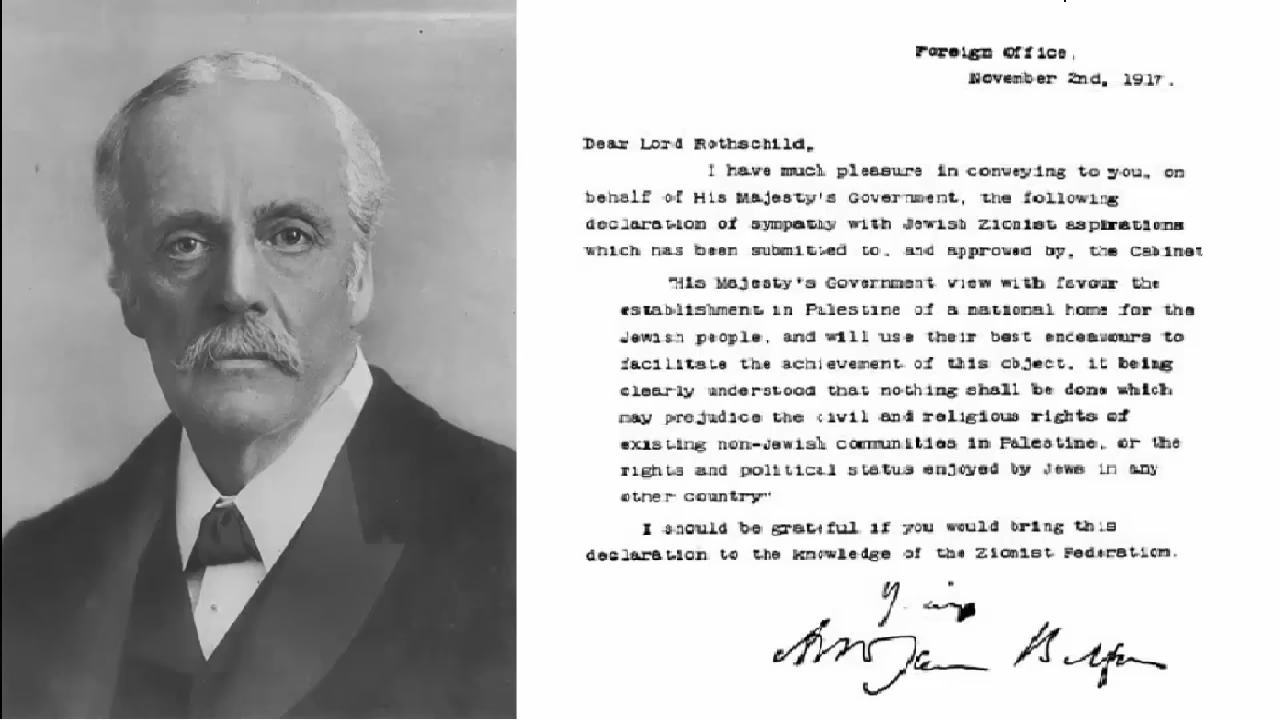 Foreign Office,
November 2nd, 1917.
Dear Lord Rothschild,
I have much pleasure in conveying to you, on
behalf of His Majesty's Government, the following
declaration of sympathy with Jewish Zionist aspirations
which has been submitted to, and approved by, the Cabinet
"His Majesty's Government view with favour the
establishment in Palestine of a national home for the
Jewish people, and will use their best endeavours to
facilitate the achievement of this object, it being
clearly understood that nothing shall be done which
may prejudice the civil and religious rights of
existing non-Jewish communities in Palestine, or the
rights and political status enjoyed by Jews in any
other country"
I should be grateful if you would bring this
declaration to the knowledge of the Zionist Federation.